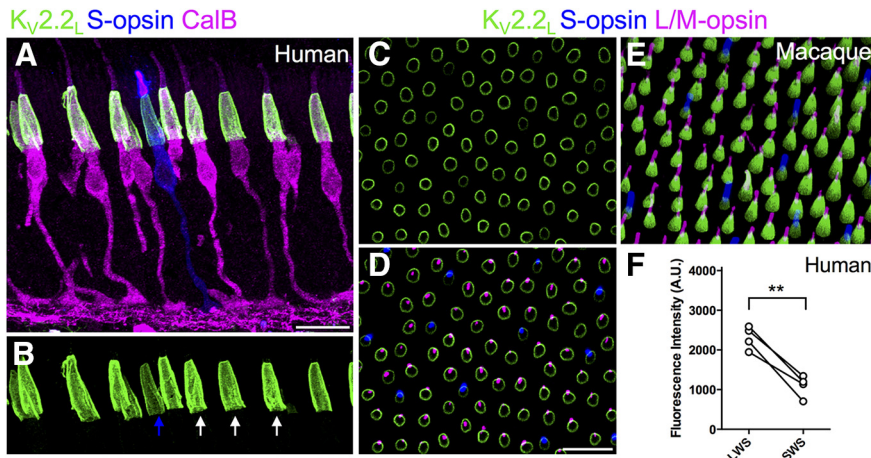 Kv2.2L S-opsin CalB
Kv2.2L S-opsin L/M-opsin
A
Human
B
C
D
E
Macaque
F
Human
**
Fluorescence Intensity (A.U.)
4000
3000
2000
1000
0
SWS